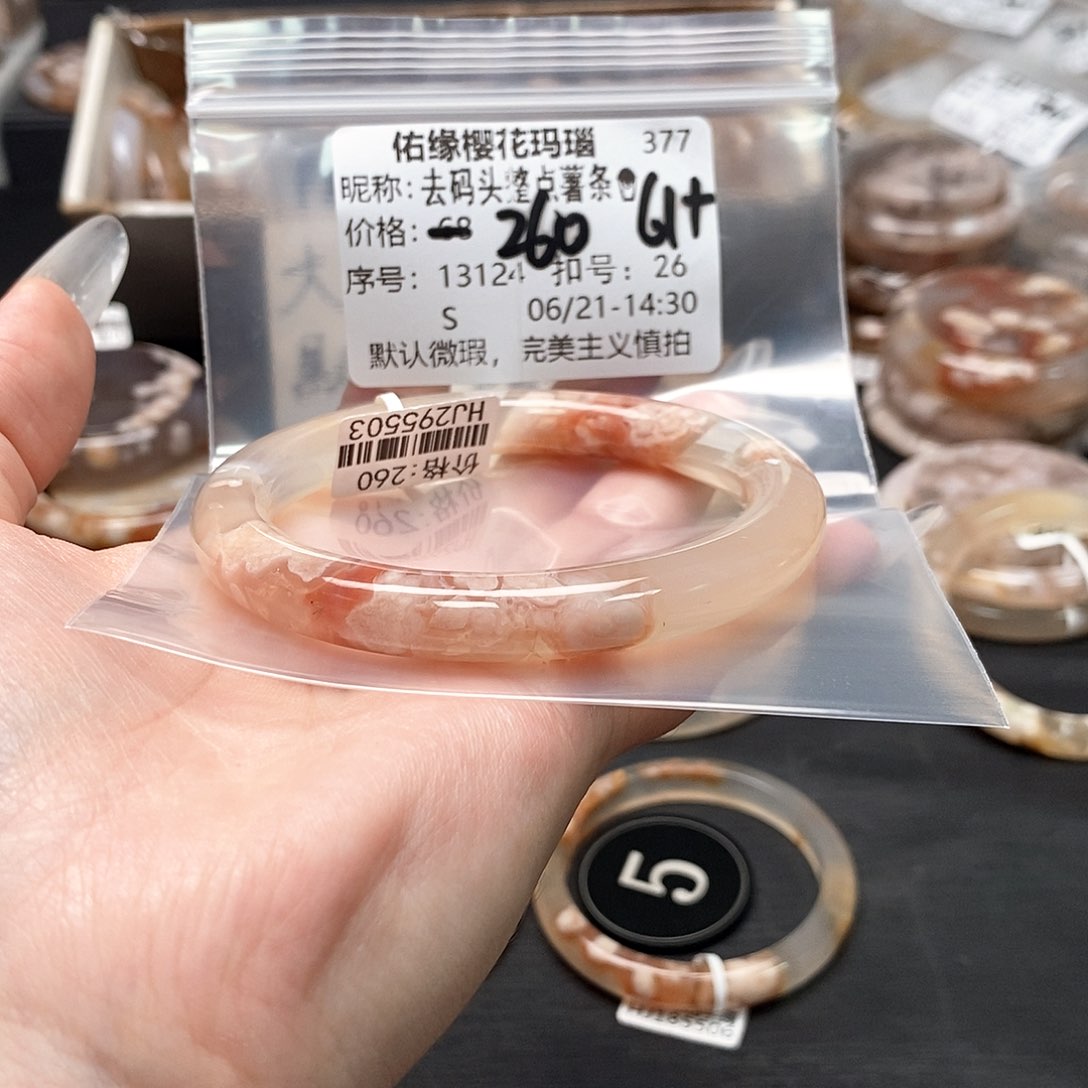 佑缘樱花玛瑙 377
昵称：去码头整点薯条🍟 61+
价格：68 260
序号：13124 扣号：26
S 06/21-14:30
默认微瑕，完美主义慎拍
HJ295503
价格:260
5